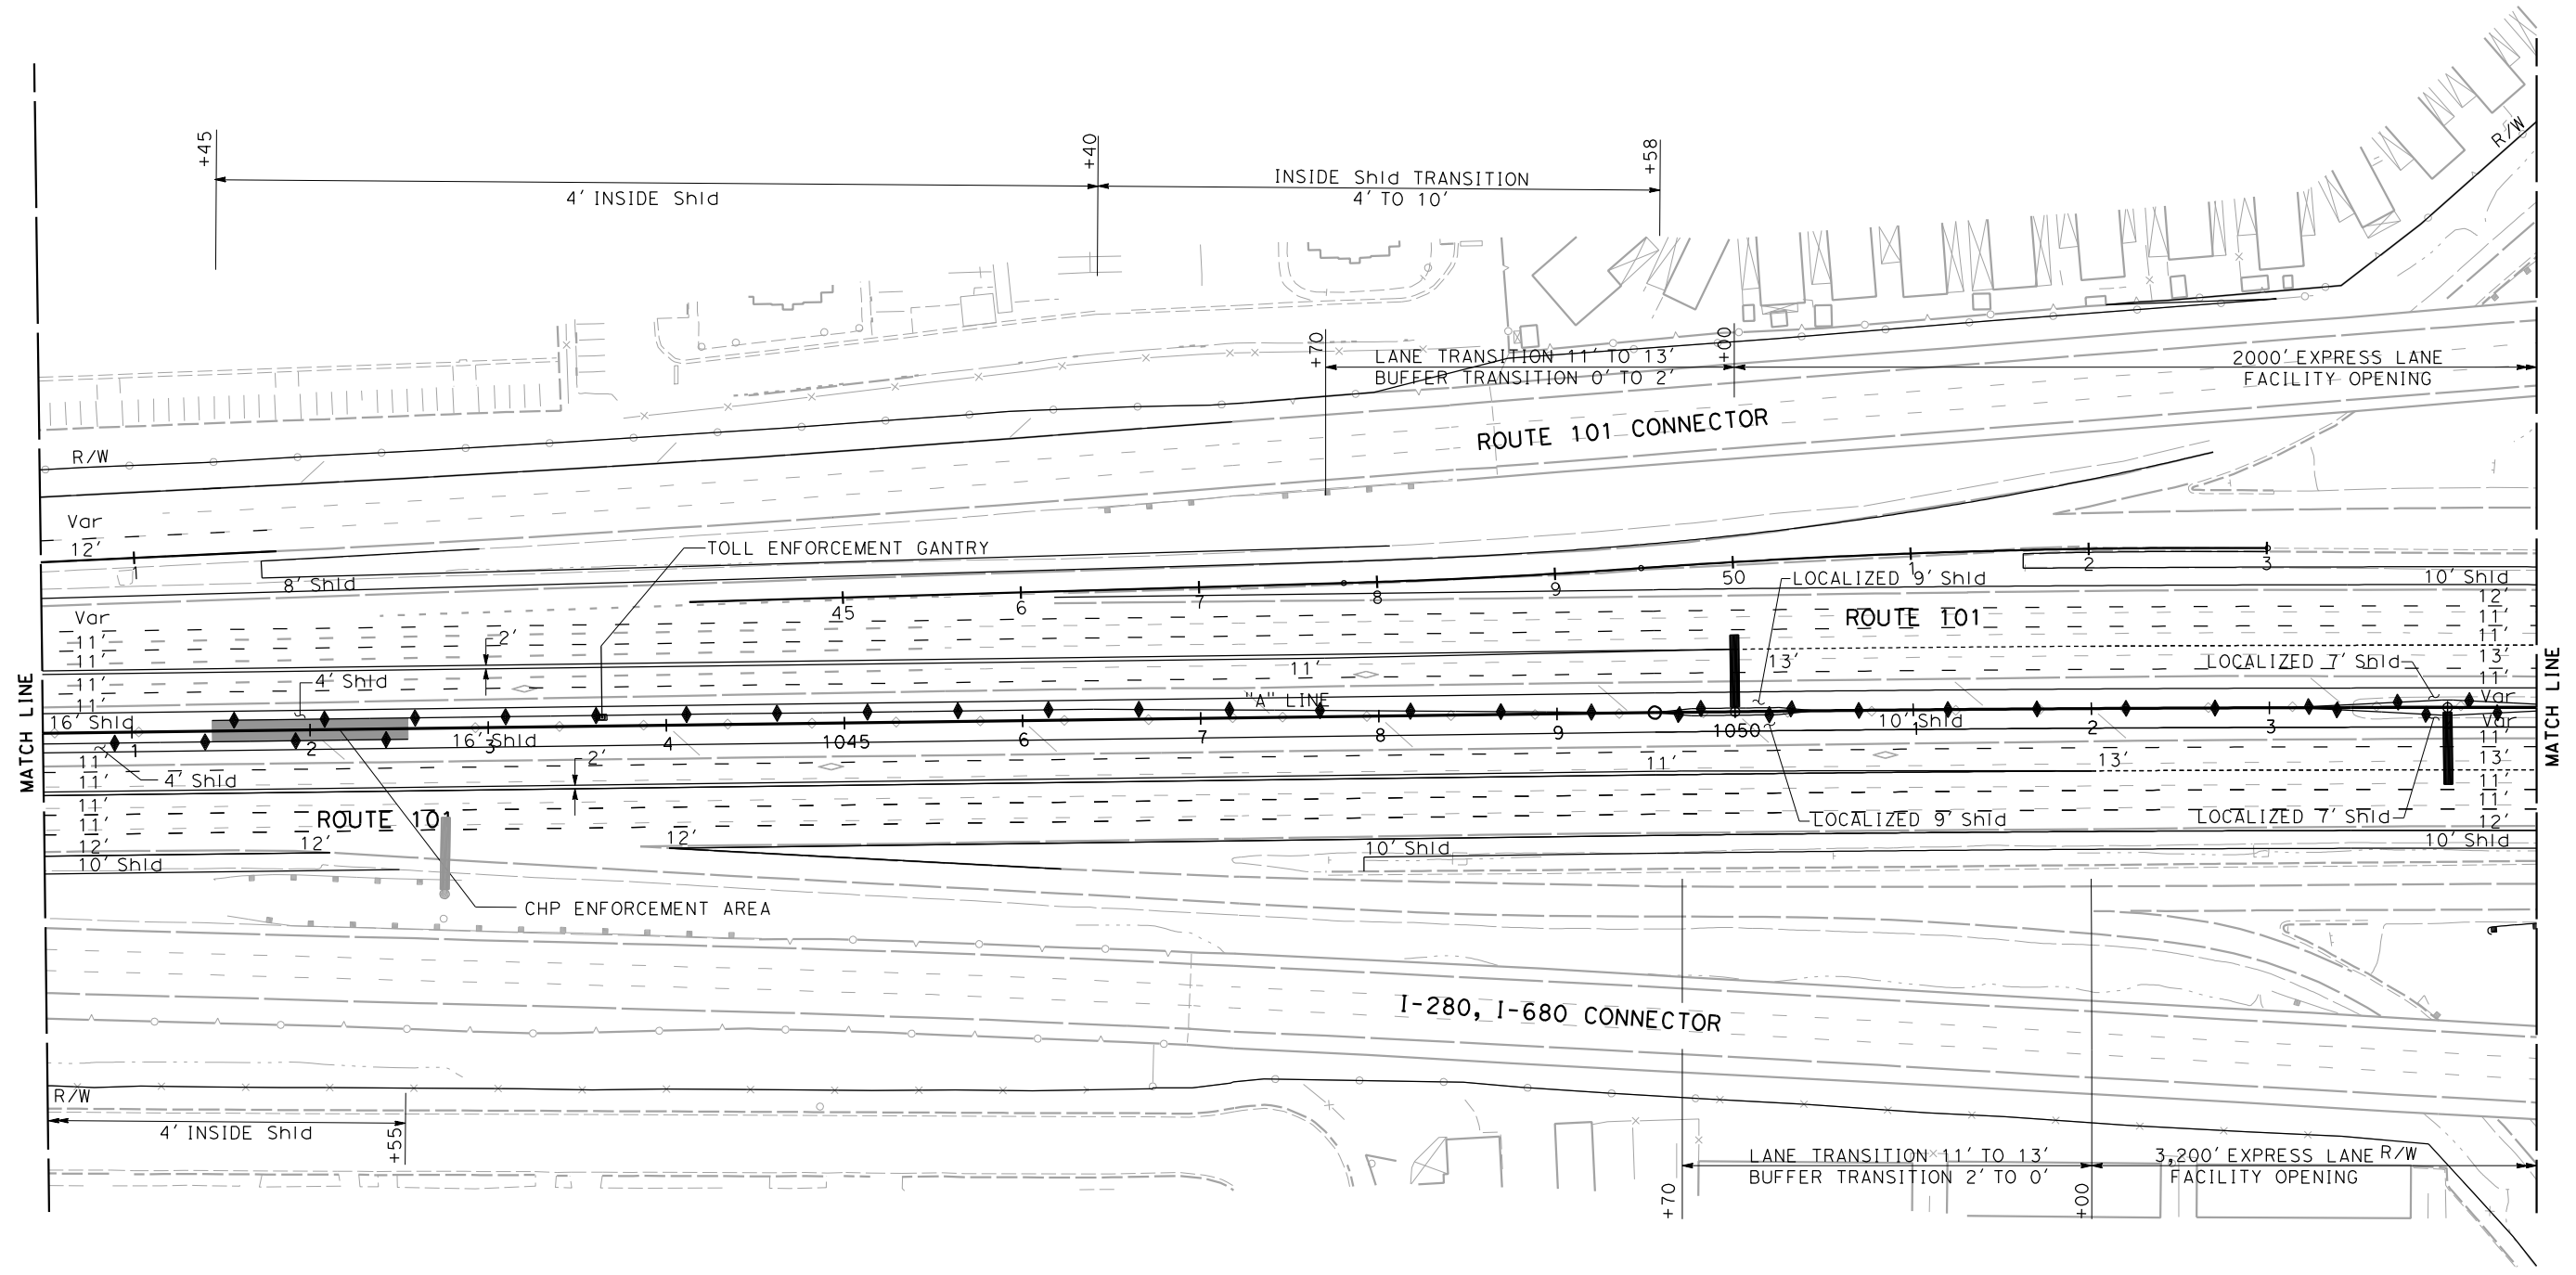 +45
+40
+58
4' INSIDE Shld
INSIDE Shld TRANSITION
4' TO 10'
R/W
+70
LANE TRANSITION 11' TO 13'
BUFFER TRANSITION 0' TO 2'
+00
2000' EXPRESS LANE
FACILITY OPENING
ROUTE 101 CONNECTOR
R/W
Var
12'
TOLL ENFORCEMENT GANTRY
1
8' Shld
45
6
7
8
9
50
1
2
3
LOCALIZED 9' Shld
10' Shld
Var
11'
11'
11'
11'
16' Shld
2'
4' Shld
11'
"A" LINE
ROUTE 101
13'
LOCALIZED 7' Shld
12'
11'
11'
13'
11'
Var
MATCH LINE
MATCH LINE
1
2
3
4
1045
6
7
8
9
1050
1
2
3
16' Shld
10' Shld
Var
11'
13'
11'
11'
12'
10' Shld
4' Shld
2'
11'
13'
11'
11'
11'
11'
12'
10' Shld
ROUTE 101
12'
12'
10' Shld
LOCALIZED 9' Shld
LOCALIZED 7' Shld
CHP ENFORCEMENT AREA
I-280, I-680 CONNECTOR
R/W
4' INSIDE Shld
+55
+70
LANE TRANSITION 11' TO 13'
BUFFER TRANSITION 2' TO 0'
+00
3,200' EXPRESS LANE
FACILITY OPENING
R/W